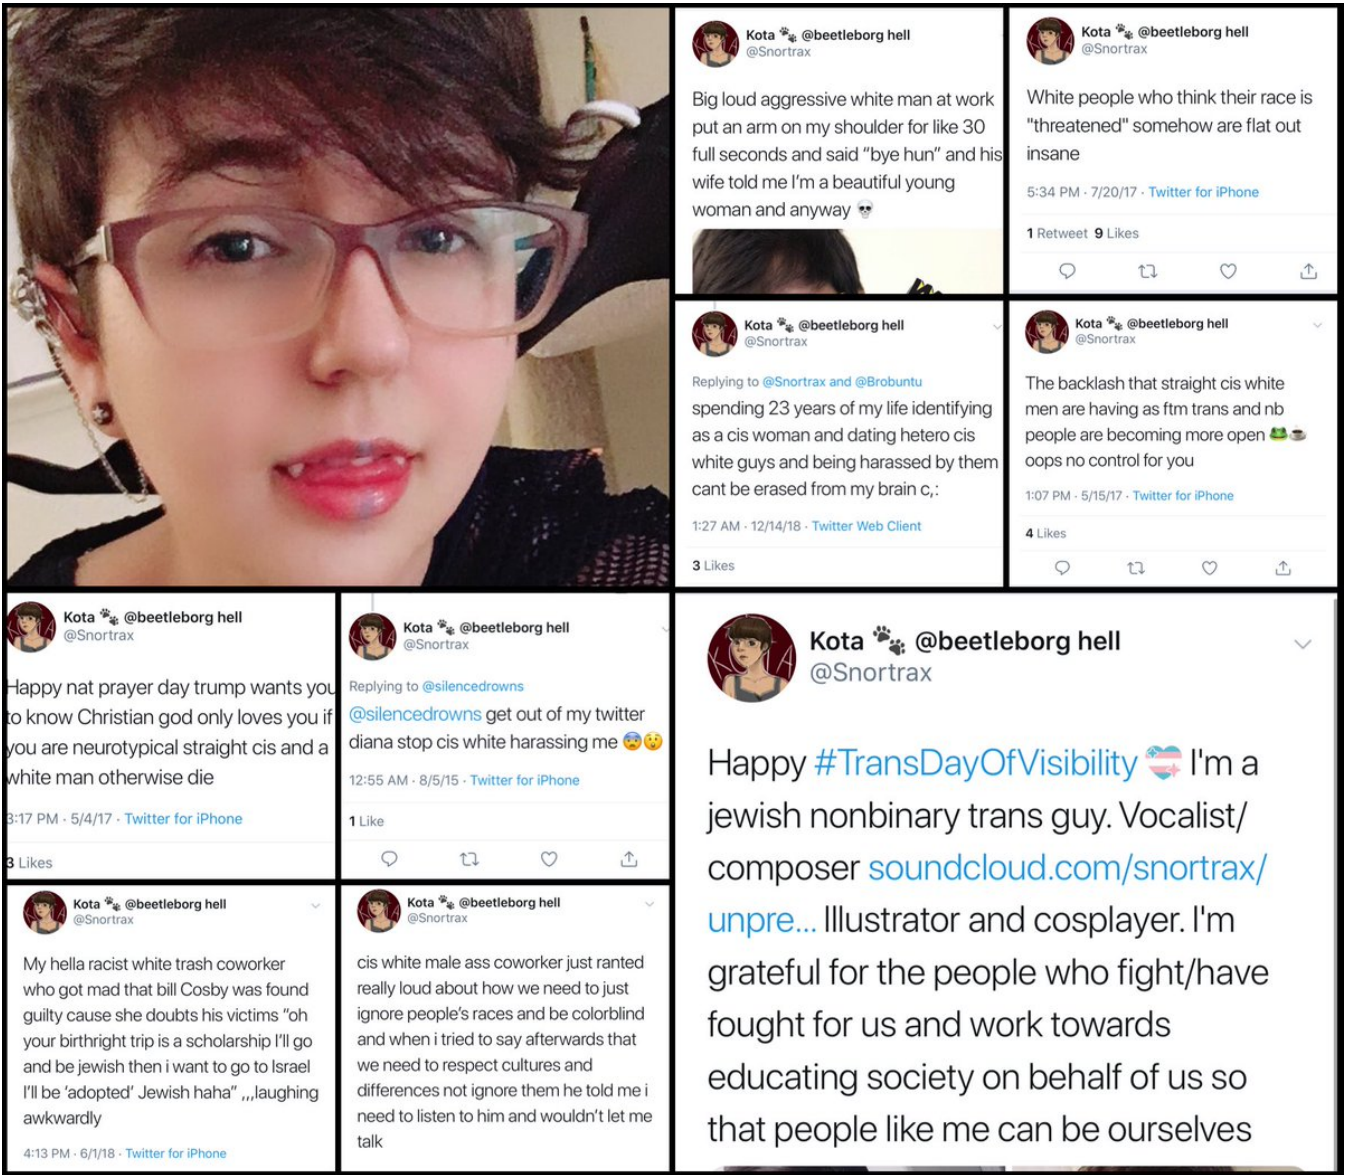 Kota 🐾 @beetleborg hell
@Snortrax
Big loud aggressive white man at work
put an arm on my shoulder for like 30
full seconds and said “bye hun” and his
wife told me I’m a beautiful young
woman and anyway 💀
Kota 🐾 @beetleborg hell
@Snortrax
White people who think their race is
"threatened" somehow are flat out
insane
5:34 PM · 7/20/17 · Twitter for iPhone
1 Retweet 9 Likes
Kota 🐾 @beetleborg hell
@Snortrax
Replying to @Snortrax and @Brobuntu
spending 23 years of my life identifying
as a cis woman and dating hetero cis
white guys and being harassed by them
cant be erased from my brain c,:
1:27 AM · 12/14/18 · Twitter Web Client
3 Likes
Kota 🐾 @beetleborg hell
@Snortrax
The backlash that straight cis white
men are having as ftm trans and nb
people are becoming more open 🐸☕
oops no control for you
1:07 PM · 5/15/17 · Twitter for iPhone
4 Likes
Kota 🐾 @beetleborg hell
@Snortrax
Happy nat prayer day trump wants you
to know Christian god only loves you if
you are neurotypical straight cis and a
white man otherwise die
3:17 PM · 5/4/17 · Twitter for iPhone
3 Likes
Kota 🐾 @beetleborg hell
@Snortrax
Replying to @silencedrowns
@silencedrowns get out of my twitter
diana stop cis white harassing me 😨😲
12:55 AM · 8/5/15 · Twitter for iPhone
1 Like
Kota 🐾 @beetleborg hell
@Snortrax
My hella racist white trash coworker
who got mad that bill Cosby was found
guilty cause she doubts his victims “oh
your birthright trip is a scholarship I’ll go
and be jewish then i want to go to Israel
I’ll be ‘adopted’ Jewish haha” ,,,laughing
awkwardly
4:13 PM · 6/1/18 · Twitter for iPhone
Kota 🐾 @beetleborg hell
@Snortrax
cis white male ass coworker just ranted
really loud about how we need to just
ignore people’s races and be colorblind
and when i tried to say afterwards that
we need to respect cultures and
differences not ignore them he told me i
need to listen to him and wouldn’t let me
talk
Kota 🐾 @beetleborg hell
@Snortrax
Happy #TransDayOfVisibility I'm a
jewish nonbinary trans guy. Vocalist/
composer soundcloud.com/snortrax/
unpre... Illustrator and cosplayer. I'm
grateful for the people who fight/have
fought for us and work towards
educating society on behalf of us so
that people like me can be ourselves